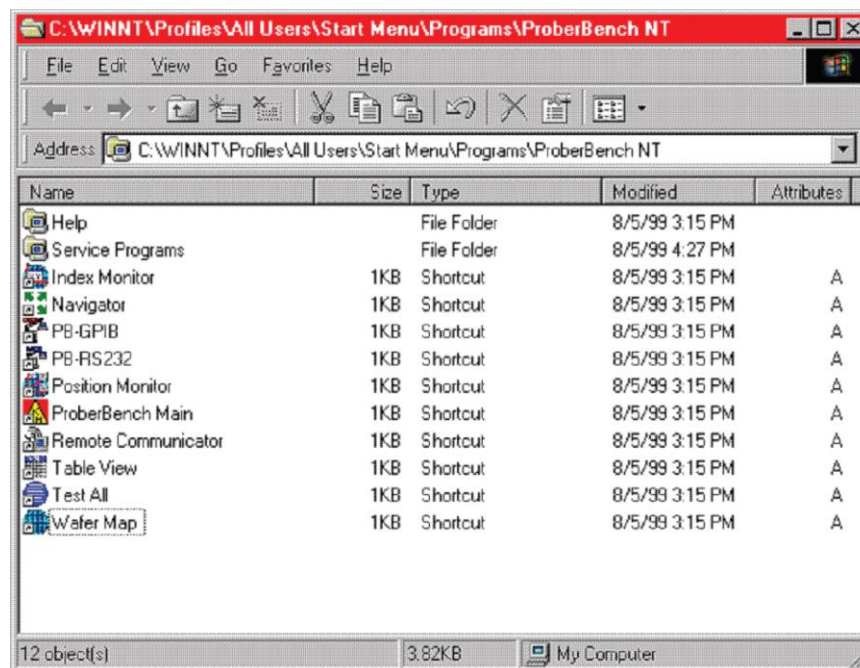 C:\WINNT\Profiles\All Users\Start Menu\Programs\ProberBench NT
File Edit View Go Favorites Help
Address C:\WINNT\Profiles\All Users\Start Menu\Programs\ProberBench NT
Name Size Type Modified Attributes
Help File Folder 8/5/99 3:15 PM
Service Programs File Folder 8/5/99 4:27 PM
Index Monitor 1KB Shortcut 8/5/99 3:15 PM A
Navigator 1KB Shortcut 8/5/99 3:15 PM A
PB-GPIB 1KB Shortcut 8/5/99 3:15 PM A
PB-RS232 1KB Shortcut 8/5/99 3:15 PM A
Position Monitor 1KB Shortcut 8/5/99 3:15 PM A
ProberBench Main 1KB Shortcut 8/5/99 3:15 PM A
Remote Communicator 1KB Shortcut 8/5/99 3:15 PM A
Table View 1KB Shortcut 8/5/99 3:15 PM A
Test All 1KB Shortcut 8/5/99 3:15 PM A
Wafer Map 1KB Shortcut 8/5/99 3:15 PM A
12 object(s) 3.82KB My Computer